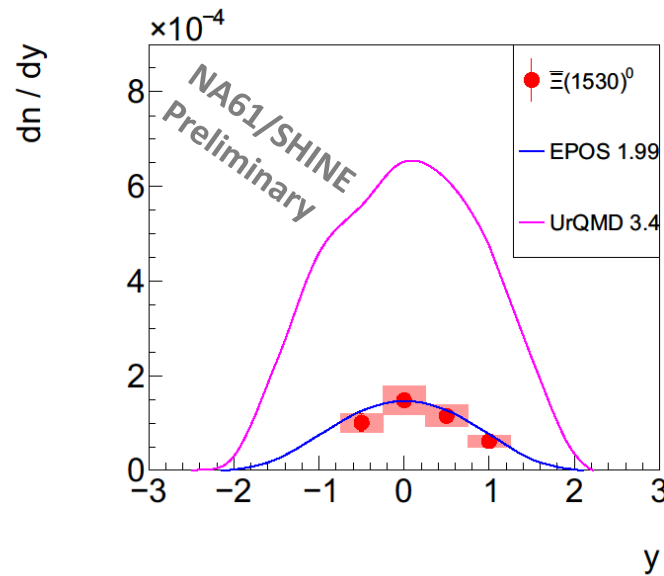 ×10⁻⁴
dn / dy
8
6
4
2
0
NA61/SHINE
Preliminary
Ξ̅(1530)⁰
EPOS 1.99
UrQMD 3.4
−3 −2 −1 0 1 2 3
y